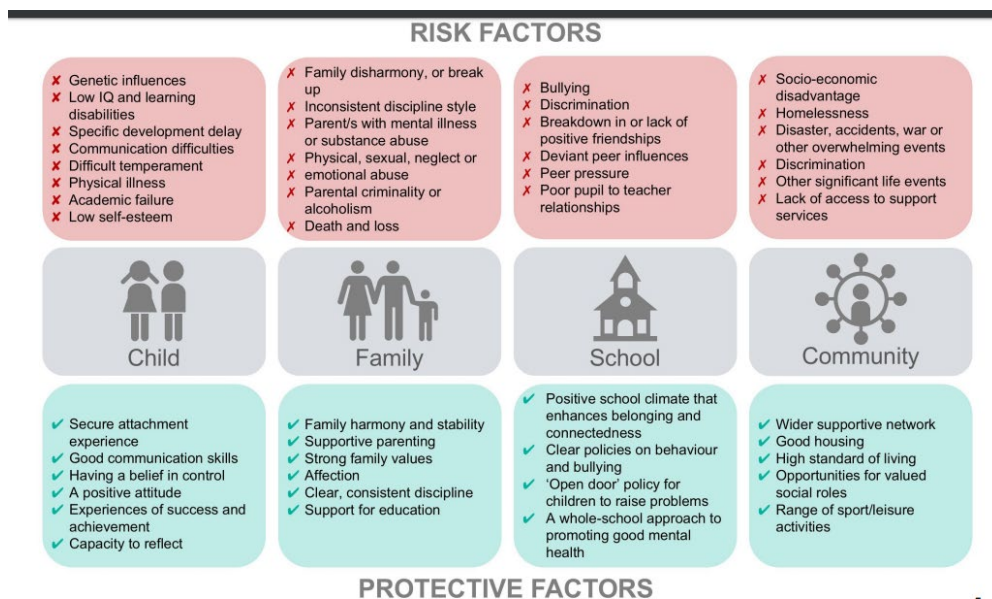 RISK FACTORS
✘ Genetic influences
✘ Low IQ and learning
disabilities
✘ Specific development delay
✘ Communication difficulties
✘ Difficult temperament
✘ Physical illness
✘ Academic failure
✘ Low self-esteem
✗ Family disharmony, or break
up
✗ Inconsistent discipline style
✗ Parent/s with mental illness
or substance abuse
✗ Physical, sexual, neglect or
✗ emotional abuse
✗ Parental criminality or
alcoholism
✗ Death and loss
✗ Bullying
✗ Discrimination
✗ Breakdown in or lack of
positive friendships
✗ Deviant peer influences
✗ Peer pressure
✗ Poor pupil to teacher
relationships
✗ Socio-economic
disadvantage
✗ Homelessness
✗ Disaster, accidents, war or
other overwhelming events
✗ Discrimination
✗ Other significant life events
✗ Lack of access to support
services
Child
Family
School
Community
✔ Secure attachment
experience
✔ Good communication skills
✔ Having a belief in control
✔ A positive attitude
✔ Experiences of success and
achievement
✔ Capacity to reflect
✔ Family harmony and stability
✔ Supportive parenting
✔ Strong family values
✔ Affection
✔ Clear, consistent discipline
✔ Support for education
✔ Positive school climate that
enhances belonging and
connectedness
✔ Clear policies on behaviour
and bullying
✔ ‘Open door’ policy for
children to raise problems
✔ A whole-school approach to
promoting good mental
health
✔ Wider supportive network
✔ Good housing
✔ High standard of living
✔ Opportunities for valued
social roles
✔ Range of sport/leisure
activities
PROTECTIVE FACTORS